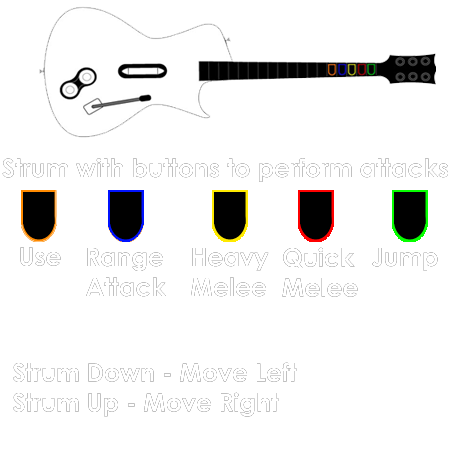 Strum with buttons to perform attacks
Use Range Attack Heavy Melee Quick Melee Jump
Strum Down - Move Left
Strum Up - Move Right